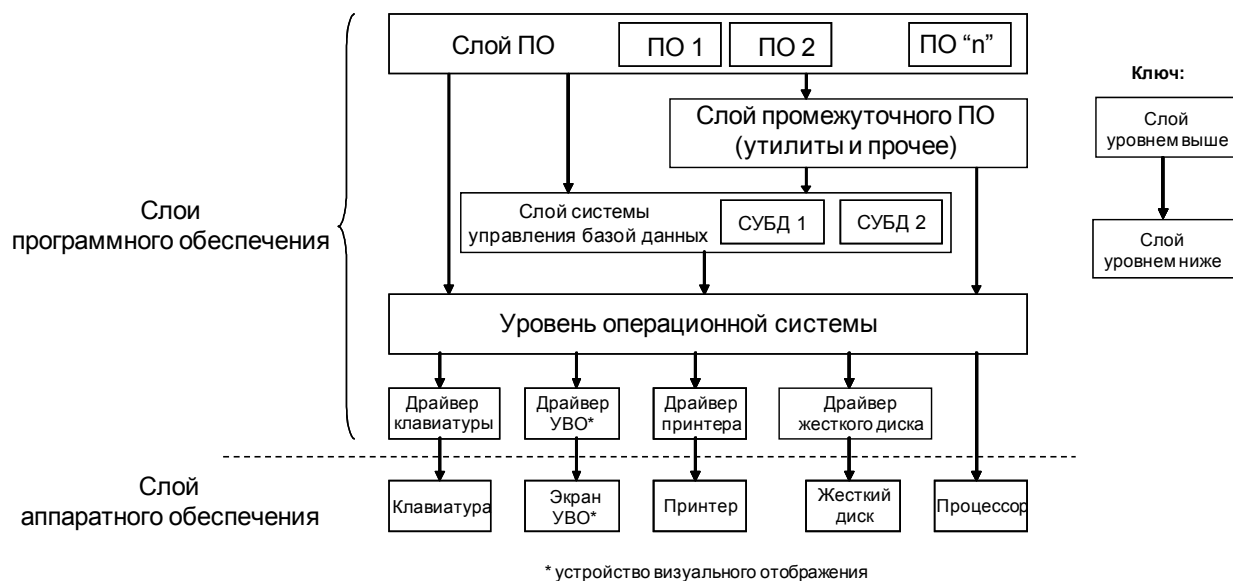 Слой ПО
ПО 1
ПО 2
ПО “n”
Ключ:
Слой
уровнем выше
Слой промежуточного ПО
(утилиты и прочее)
Слои
программного обеспечения
Слой системы
управления базой данных
СУБД 1
СУБД 2
Слой
уровнем ниже
Уровень операционной системы
Драйвер
клавиатуры
Драйвер
УВО*
Драйвер
принтера
Драйвер
жесткого диска
Слой
аппаратного обеспечения
Клавиатура
Экран
УВО*
Принтер
Жесткий
диск
Процессор
* устройство визуального отображения